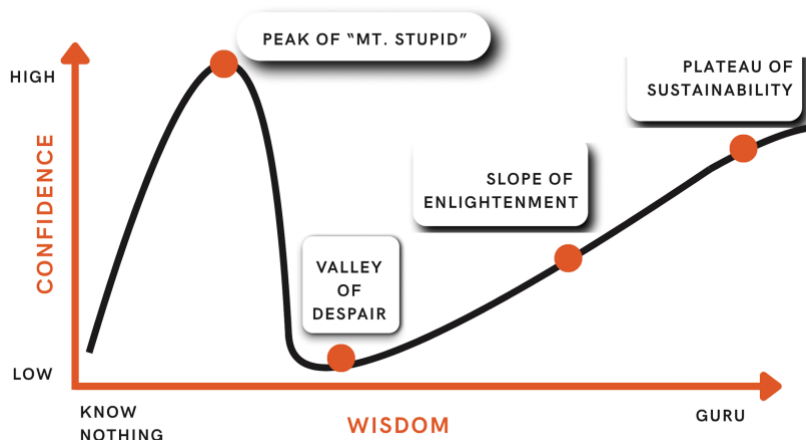 PEAK OF “MT. STUPID”
HIGH
PLATEAU OF
SUSTAINABILITY
CONFIDENCE
SLOPE OF
ENLIGHTENMENT
VALLEY
OF
DESPAIR
LOW
KNOW
NOTHING
WISDOM
GURU